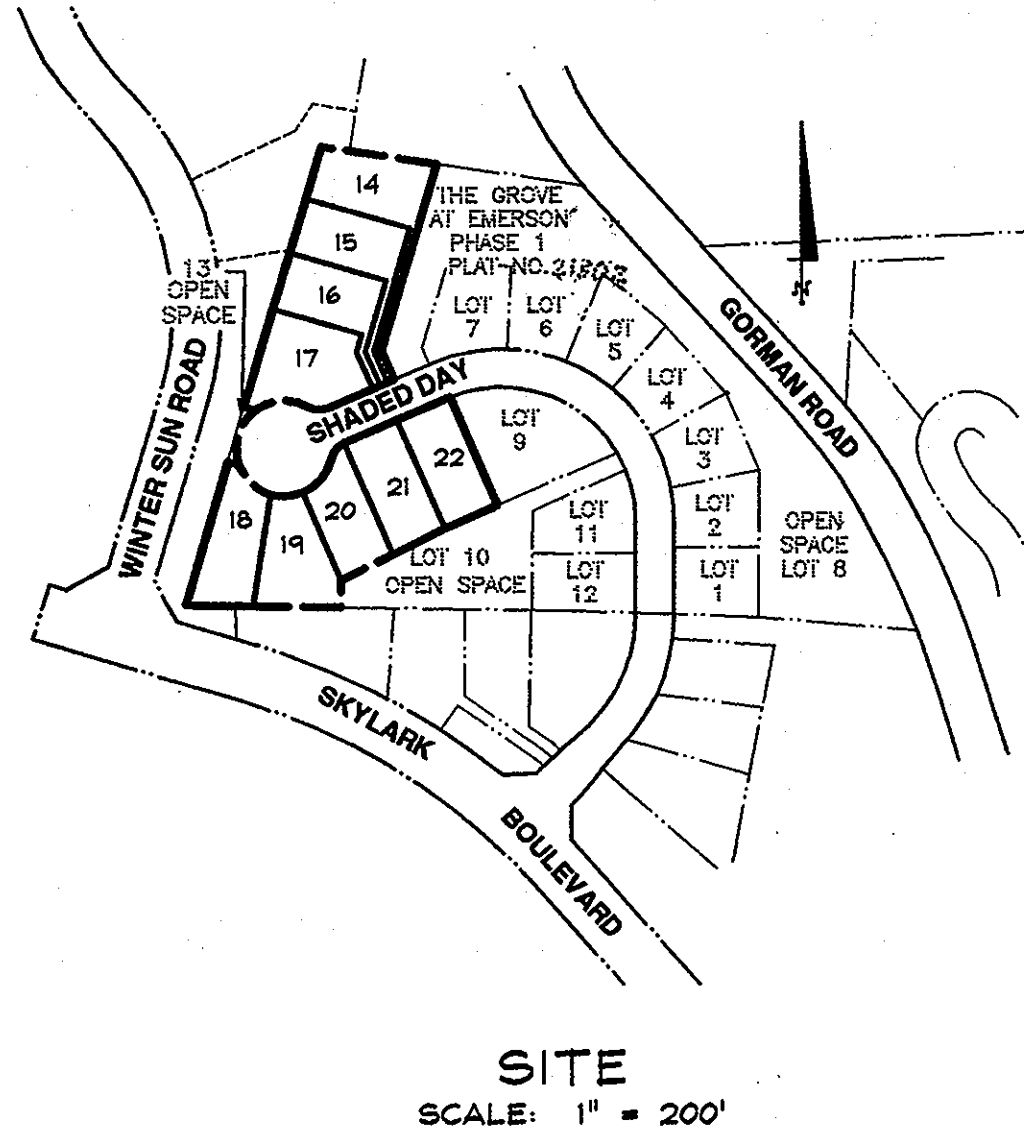 14
THE GROVE
AT EMERSON
PHASE 1
PLAT NO.
15
13
OPEN
SPACE
16
LOT
7
LOT
6
LOT
5
GORMAN ROAD
17
LOT
4
WINTER SUN ROAD
SHADED DAY
LOT
9
LOT
3
22
21
20
18
19
LOT
2
LOT
11
OPEN
SPACE
LOT 8
LOT 10
OPEN SPACE
LOT
12
LOT
1
SKYLARK
BOULEVARD
N
SITE
SCALE: 1" = 200'